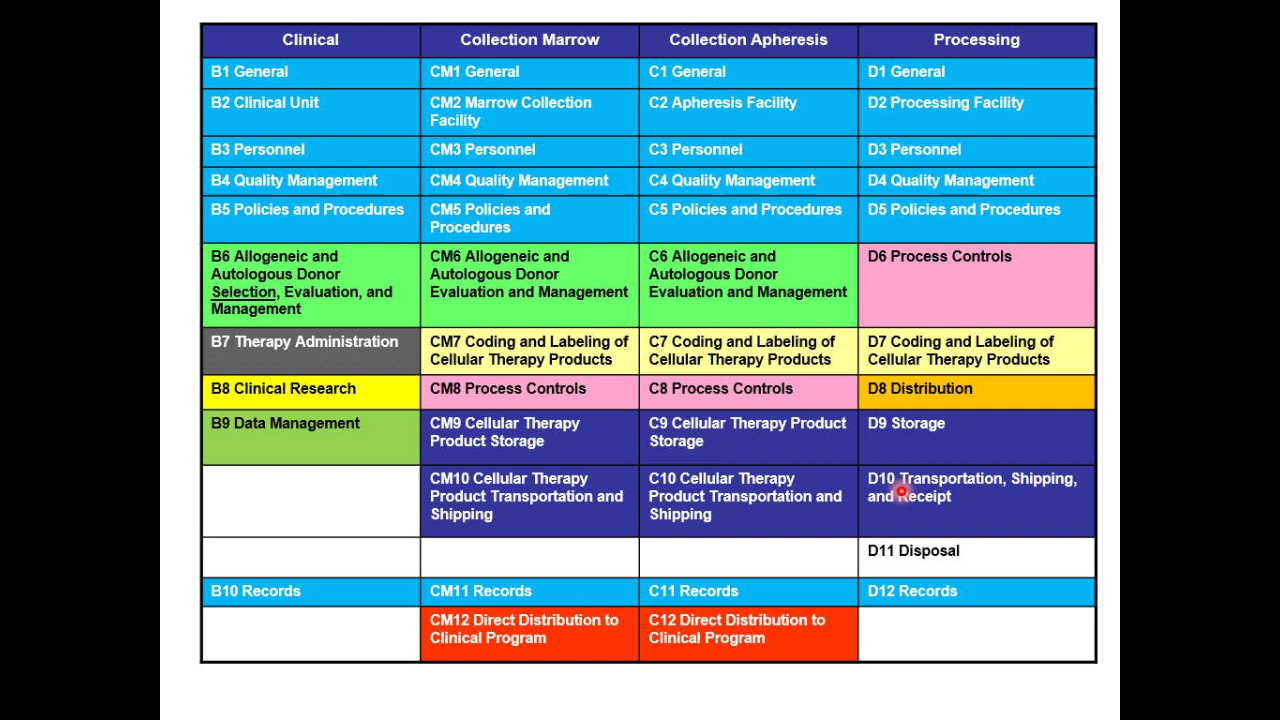 Clinical
Collection Marrow
Collection Apheresis
Processing
B1 General
CM1 General
C1 General
D1 General
B2 Clinical Unit
CM2 Marrow Collection
Facility
C2 Apheresis Facility
D2 Processing Facility
B3 Personnel
CM3 Personnel
C3 Personnel
D3 Personnel
B4 Quality Management
CM4 Quality Management
C4 Quality Management
D4 Quality Management
B5 Policies and Procedures
CM5 Policies and
Procedures
C5 Policies and Procedures
D5 Policies and Procedures
B6 Allogeneic and
Autologous Donor
Selection, Evaluation, and
Management
CM6 Allogeneic and
Autologous Donor
Evaluation and Management
C6 Allogeneic and
Autologous Donor
Evaluation and Management
D6 Process Controls
B7 Therapy Administration
CM7 Coding and Labeling of
Cellular Therapy Products
C7 Coding and Labeling of
Cellular Therapy Products
D7 Coding and Labeling of
Cellular Therapy Products
B8 Clinical Research
CM8 Process Controls
C8 Process Controls
D8 Distribution
B9 Data Management
CM9 Cellular Therapy
Product Storage
C9 Cellular Therapy Product
Storage
D9 Storage
CM10 Cellular Therapy
Product Transportation and
Shipping
C10 Cellular Therapy
Product Transportation and
Shipping
D10 Transportation, Shipping,
and Receipt
D11 Disposal
B10 Records
CM11 Records
C11 Records
D12 Records
CM12 Direct Distribution to
Clinical Program
C12 Direct Distribution to
Clinical Program